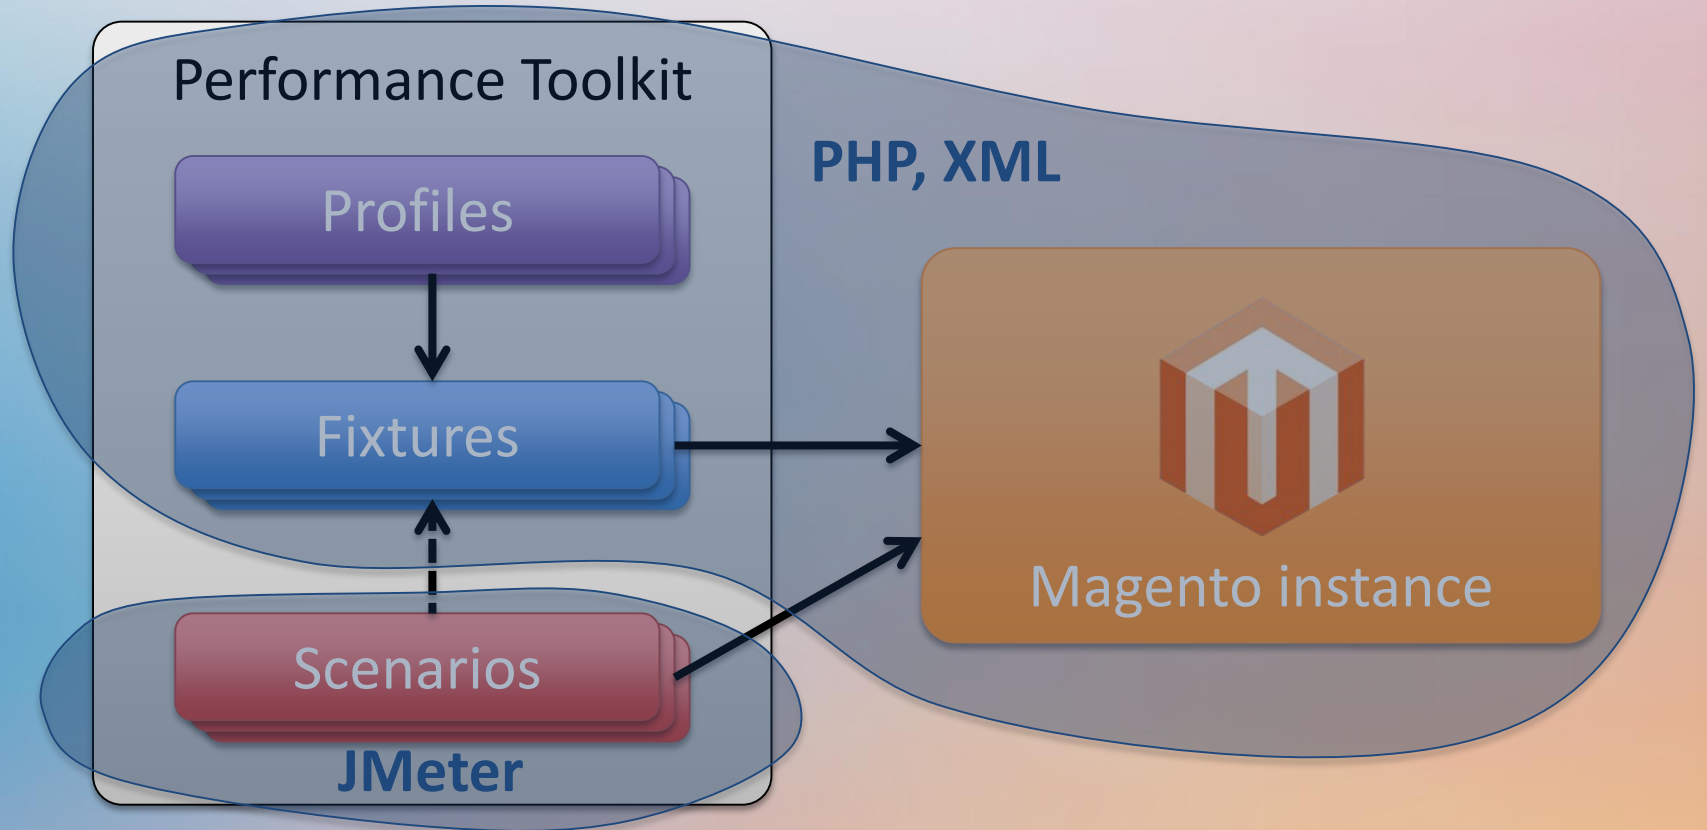 Performance Toolkit
PHP, XML
Profiles
Fixtures
Magento instance
Scenarios
JMeter